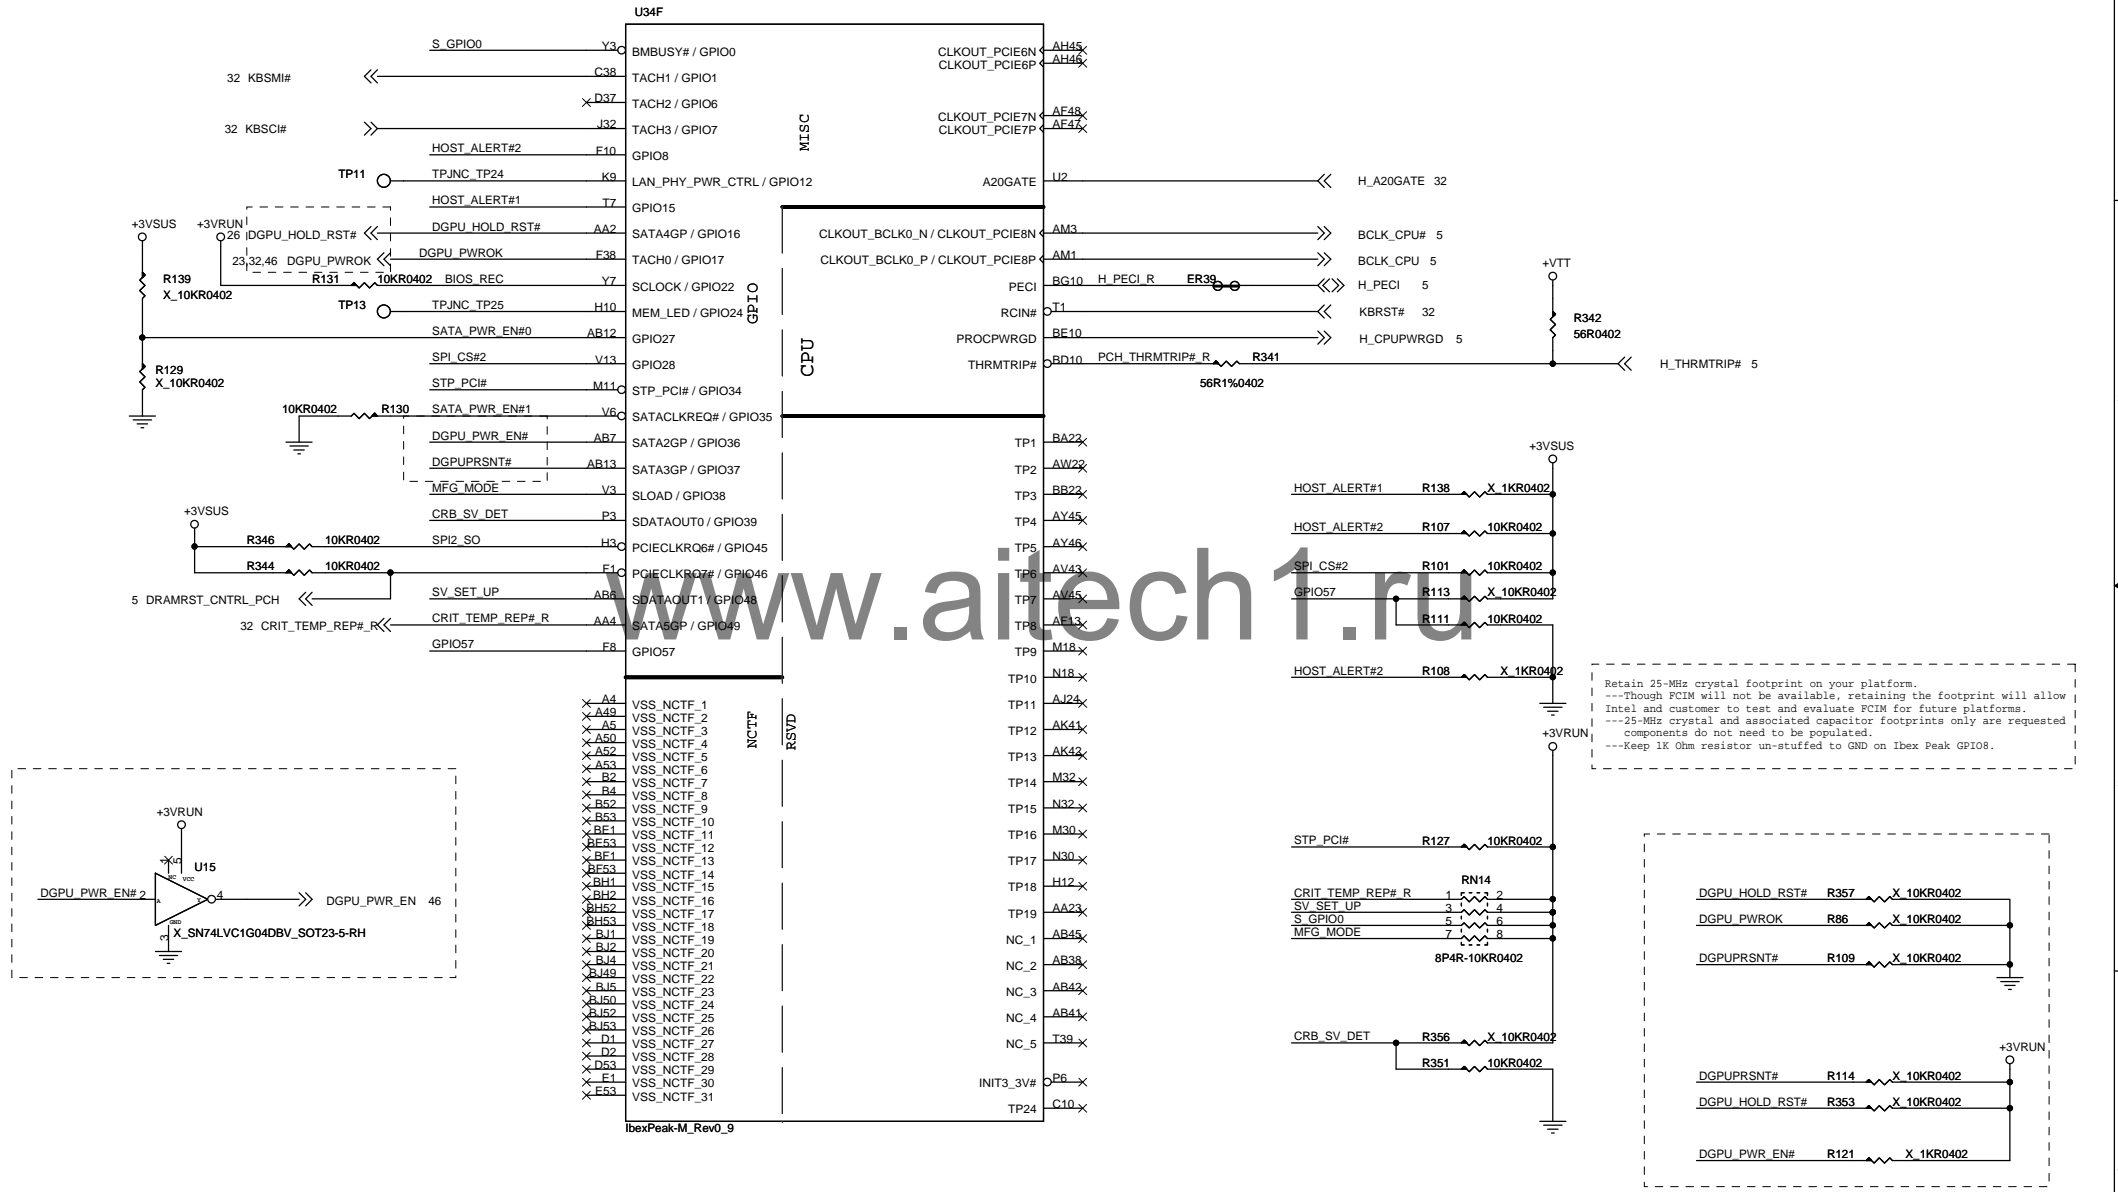 U34F
S_GPIO0 Y3 BMBUSY# / GPIO0
32 KBSMI# C38 TACH1 / GPIO1
D37 TACH2 / GPIO6
32 KBSCI# J32 TACH3 / GPIO7
HOST_ALERT#2 F10 GPIO8
TP11 TPJNC_TP24 K9 LAN_PHY_PWR_CTRL / GPIO12
HOST_ALERT#1 T7 GPIO15
+3VSUS +3VRUN
26 DGPU_HOLD_RST# DGPU_HOLD_RST# AA2 SATA4GP / GPIO16
23,32,46 DGPU_PWROK DGPU_PWROK F38 TACH0 / GPIO17
R139 X_10KR0402
R131 10KR0402 BIOS_REC Y7 SCLOCK / GPIO22
TP13 TPJNC_TP25 H10 MEM_LED / GPIO24
SATA_PWR_EN#0 AB12 GPIO27
SPI_CS#2 V13 GPIO28
R129 X_10KR0402
STP_PCI# M11 STP_PCI# / GPIO34
10KR0402 R130 SATA_PWR_EN#1 V6 SATACLKREQ# / GPIO35
DGPU_PWR_EN# AB7 SATA2GP / GPIO36
DGPUPRSNT# AB13 SATA3GP / GPIO37
MFG_MODE V3 SLOAD / GPIO38
+3VSUS
CRB_SV_DET P3 SDATAOUT0 / GPIO39
R346 10KR0402 SPI2_SO H3 PCIECLKRQ6# / GPIO45
R344 10KR0402 F1 PCIECLKRQ7# / GPIO46
5 DRAMRST_CNTRL_PCH
SV_SET_UP AB6 SDATAOUT1 / GPIO48
32 CRIT_TEMP_REP#_R CRIT_TEMP_REP#_R AA4 SATA5GP / GPIO49
GPIO57 F8 GPIO57
MISC
GPIO
CPU
NCTF
RSVD
CLKOUT_PCIE6N AH45
CLKOUT_PCIE6P AH46
CLKOUT_PCIE7N AF48
CLKOUT_PCIE7P AF47
A20GATE U2 H_A20GATE 32
CLKOUT_BCLK0_N / CLKOUT_PCIE8N AM3 BCLK_CPU# 5
CLKOUT_BCLK0_P / CLKOUT_PCIE8P AM1 BCLK_CPU 5
PECI BG10 H_PECI_R ER39 H_PECI 5
RCIN# T1 KBRST# 32
PROCPWRGD BE10 H_CPUPWRGD 5
THRMTRIP# BD10 PCH_THRMTRIP#_R R341 56R1%0402 H_THRMTRIP# 5
+VTT
R342 56R0402
TP1 BA22
TP2 AW22
TP3 BB22
TP4 AY45
TP5 AY46
TP6 AV43
TP7 AV45
TP8 AF13
TP9 M18
TP10 N18
TP11 AJ24
TP12 AK41
TP13 AK42
TP14 M32
TP15 N32
TP16 M30
TP17 N30
TP18 H12
TP19 AA23
NC_1 AB45
NC_2 AB38
NC_3 AB42
NC_4 AB41
NC_5 T39
INIT3_3V# P6
TP24 C10
A4 VSS_NCTF_1
A49 VSS_NCTF_2
A5 VSS_NCTF_3
A50 VSS_NCTF_4
A52 VSS_NCTF_5
A53 VSS_NCTF_6
B2 VSS_NCTF_7
B4 VSS_NCTF_8
B52 VSS_NCTF_9
B53 VSS_NCTF_10
BE1 VSS_NCTF_11
BE53 VSS_NCTF_12
BF1 VSS_NCTF_13
BF53 VSS_NCTF_14
BH1 VSS_NCTF_15
BH2 VSS_NCTF_16
BH52 VSS_NCTF_17
BH53 VSS_NCTF_18
BJ1 VSS_NCTF_19
BJ2 VSS_NCTF_20
BJ4 VSS_NCTF_21
BJ49 VSS_NCTF_22
BJ5 VSS_NCTF_23
BJ50 VSS_NCTF_24
BJ52 VSS_NCTF_25
BJ53 VSS_NCTF_26
D1 VSS_NCTF_27
D2 VSS_NCTF_28
D53 VSS_NCTF_29
E1 VSS_NCTF_30
E53 VSS_NCTF_31
IbexPeak-M_Rev0_9
www.aitech1.ru
+3VSUS
HOST_ALERT#1 R138 X_1KR0402
HOST_ALERT#2 R107 10KR0402
SPI_CS#2 R101 10KR0402
GPIO57 R113 X_10KR0402
R111 10KR0402
HOST_ALERT#2 R108 X_1KR0402
+3VRUN
Retain 25-MHz crystal footprint on your platform.
---Though FCIM will not be available, retaining the footprint will allow
Intel and customer to test and evaluate FCIM for future platforms.
---25-MHz crystal and associated capacitor footprints only are requested
components do not need to be populated.
---Keep 1K Ohm resistor un-stuffed to GND on Ibex Peak GPIO8.
STP_PCI# R127 10KR0402
RN14
CRIT_TEMP_REP#_R 1 2
SV_SET_UP 3 4
S_GPIO0 5 6
MFG_MODE 7 8
8P4R-10KR0402
CRB_SV_DET R356 X_10KR0402
R351 10KR0402
DGPU_HOLD_RST# R357 X_10KR0402
DGPU_PWROK R86 X_10KR0402
DGPUPRSNT# R109 X_10KR0402
+3VRUN
DGPUPRSNT# R114 X_10KR0402
DGPU_HOLD_RST# R353 X_10KR0402
DGPU_PWR_EN# R121 X_1KR0402
+3VRUN
1 5 U15
NC VCC
DGPU_PWR_EN# 2 A Y 4 DGPU_PWR_EN 46
GND
3 X_SN74LVC1G04DBV_SOT23-5-RH